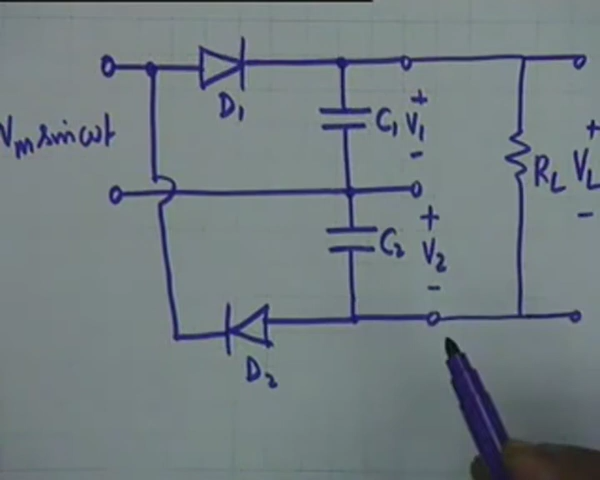 D1
Vm sin ωt
C1 V1
+
-
RL VL
+
-
C2 V2
+
-
D2